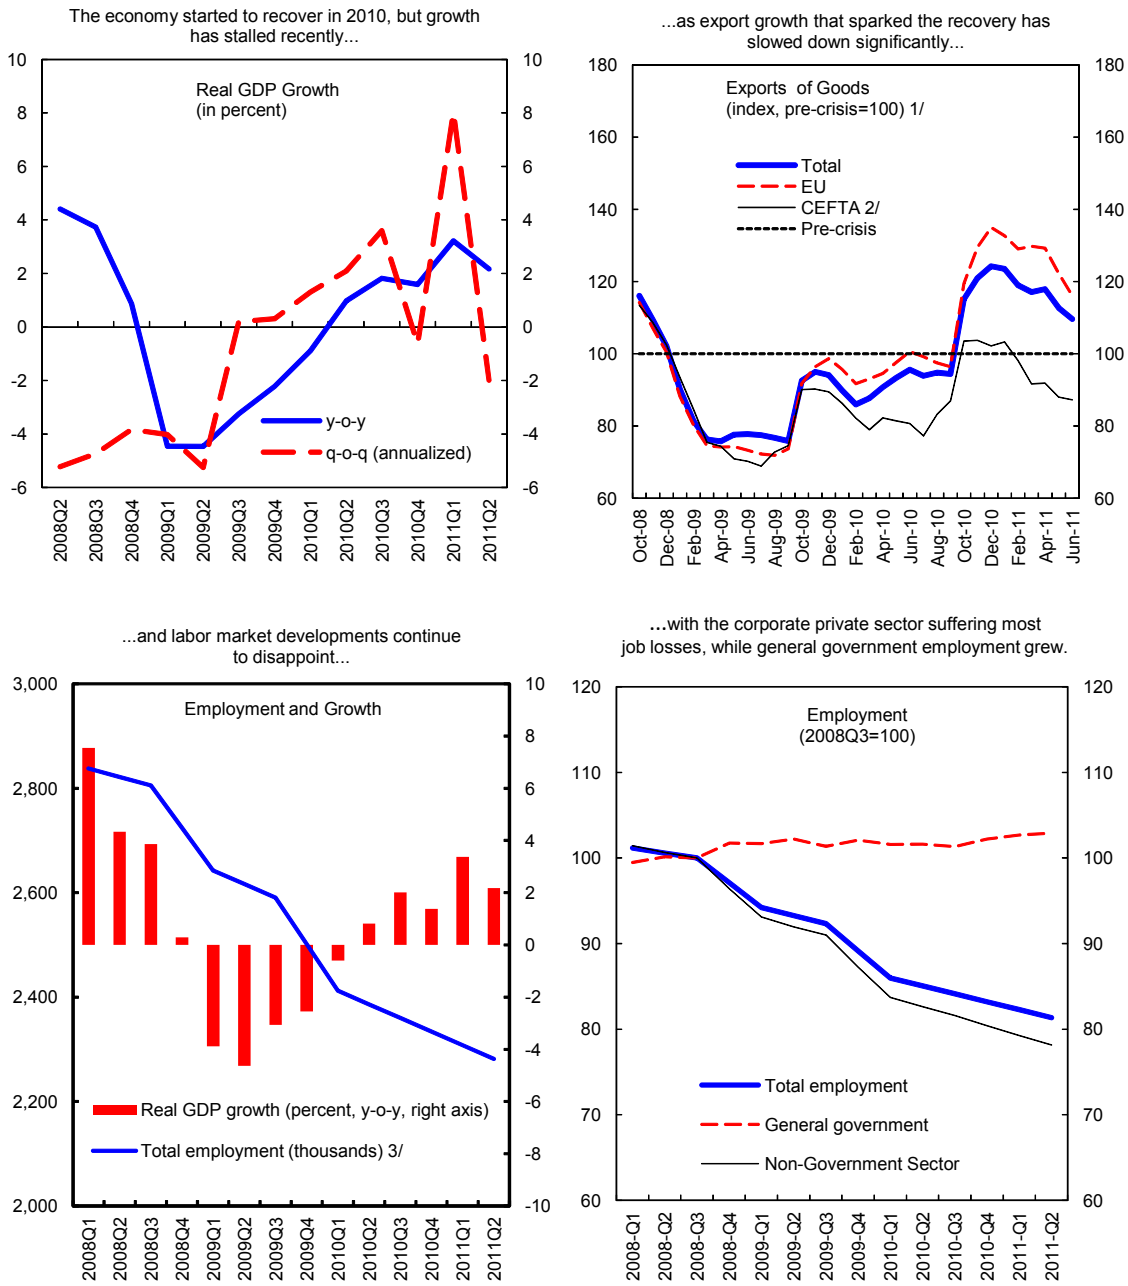 The economy started to recover in 2010, but growth
has stalled recently...
10
8
6
4
2
0
-2
-4
-6
10
8
6
4
2
0
-2
-4
-6
Real GDP Growth
(in percent)
y-o-y
q-o-q (annualized)
2008Q2
2008Q3
2008Q4
2009Q1
2009Q2
2009Q3
2009Q4
2010Q1
2010Q2
2010Q3
2010Q4
2011Q1
2011Q2
...as export growth that sparked the recovery has
slowed down significantly...
180
160
140
120
100
80
60
180
160
140
120
100
80
60
Exports of Goods
(index, pre-crisis=100) 1/
Total
EU
CEFTA 2/
Pre-crisis
Oct-08
Dec-08
Feb-09
Apr-09
Jun-09
Aug-09
Oct-09
Dec-09
Feb-10
Apr-10
Jun-10
Aug-10
Oct-10
Dec-10
Feb-11
Apr-11
Jun-11
...and labor market developments continue
to disappoint...
3,000
2,800
2,600
2,400
2,200
2,000
10
8
6
4
2
0
-2
-4
-6
-8
-10
Employment and Growth
Real GDP growth (percent, y-o-y, right axis)
Total employment (thousands) 3/
2008Q1
2008Q2
2008Q3
2008Q4
2009Q1
2009Q2
2009Q3
2009Q4
2010Q1
2010Q2
2010Q3
2010Q4
2011Q1
2011Q2
...with the corporate private sector suffering most
job losses, while general government employment grew.
120
110
100
90
80
70
60
120
110
100
90
80
70
60
Employment
(2008Q3=100)
Total employment
General government
Non-Government Sector
2008-Q1
2008-Q2
2008-Q3
2008-Q4
2009-Q1
2009-Q2
2009-Q3
2009-Q4
2010-Q1
2010-Q2
2010-Q3
2010-Q4
2011-Q1
2011-Q2